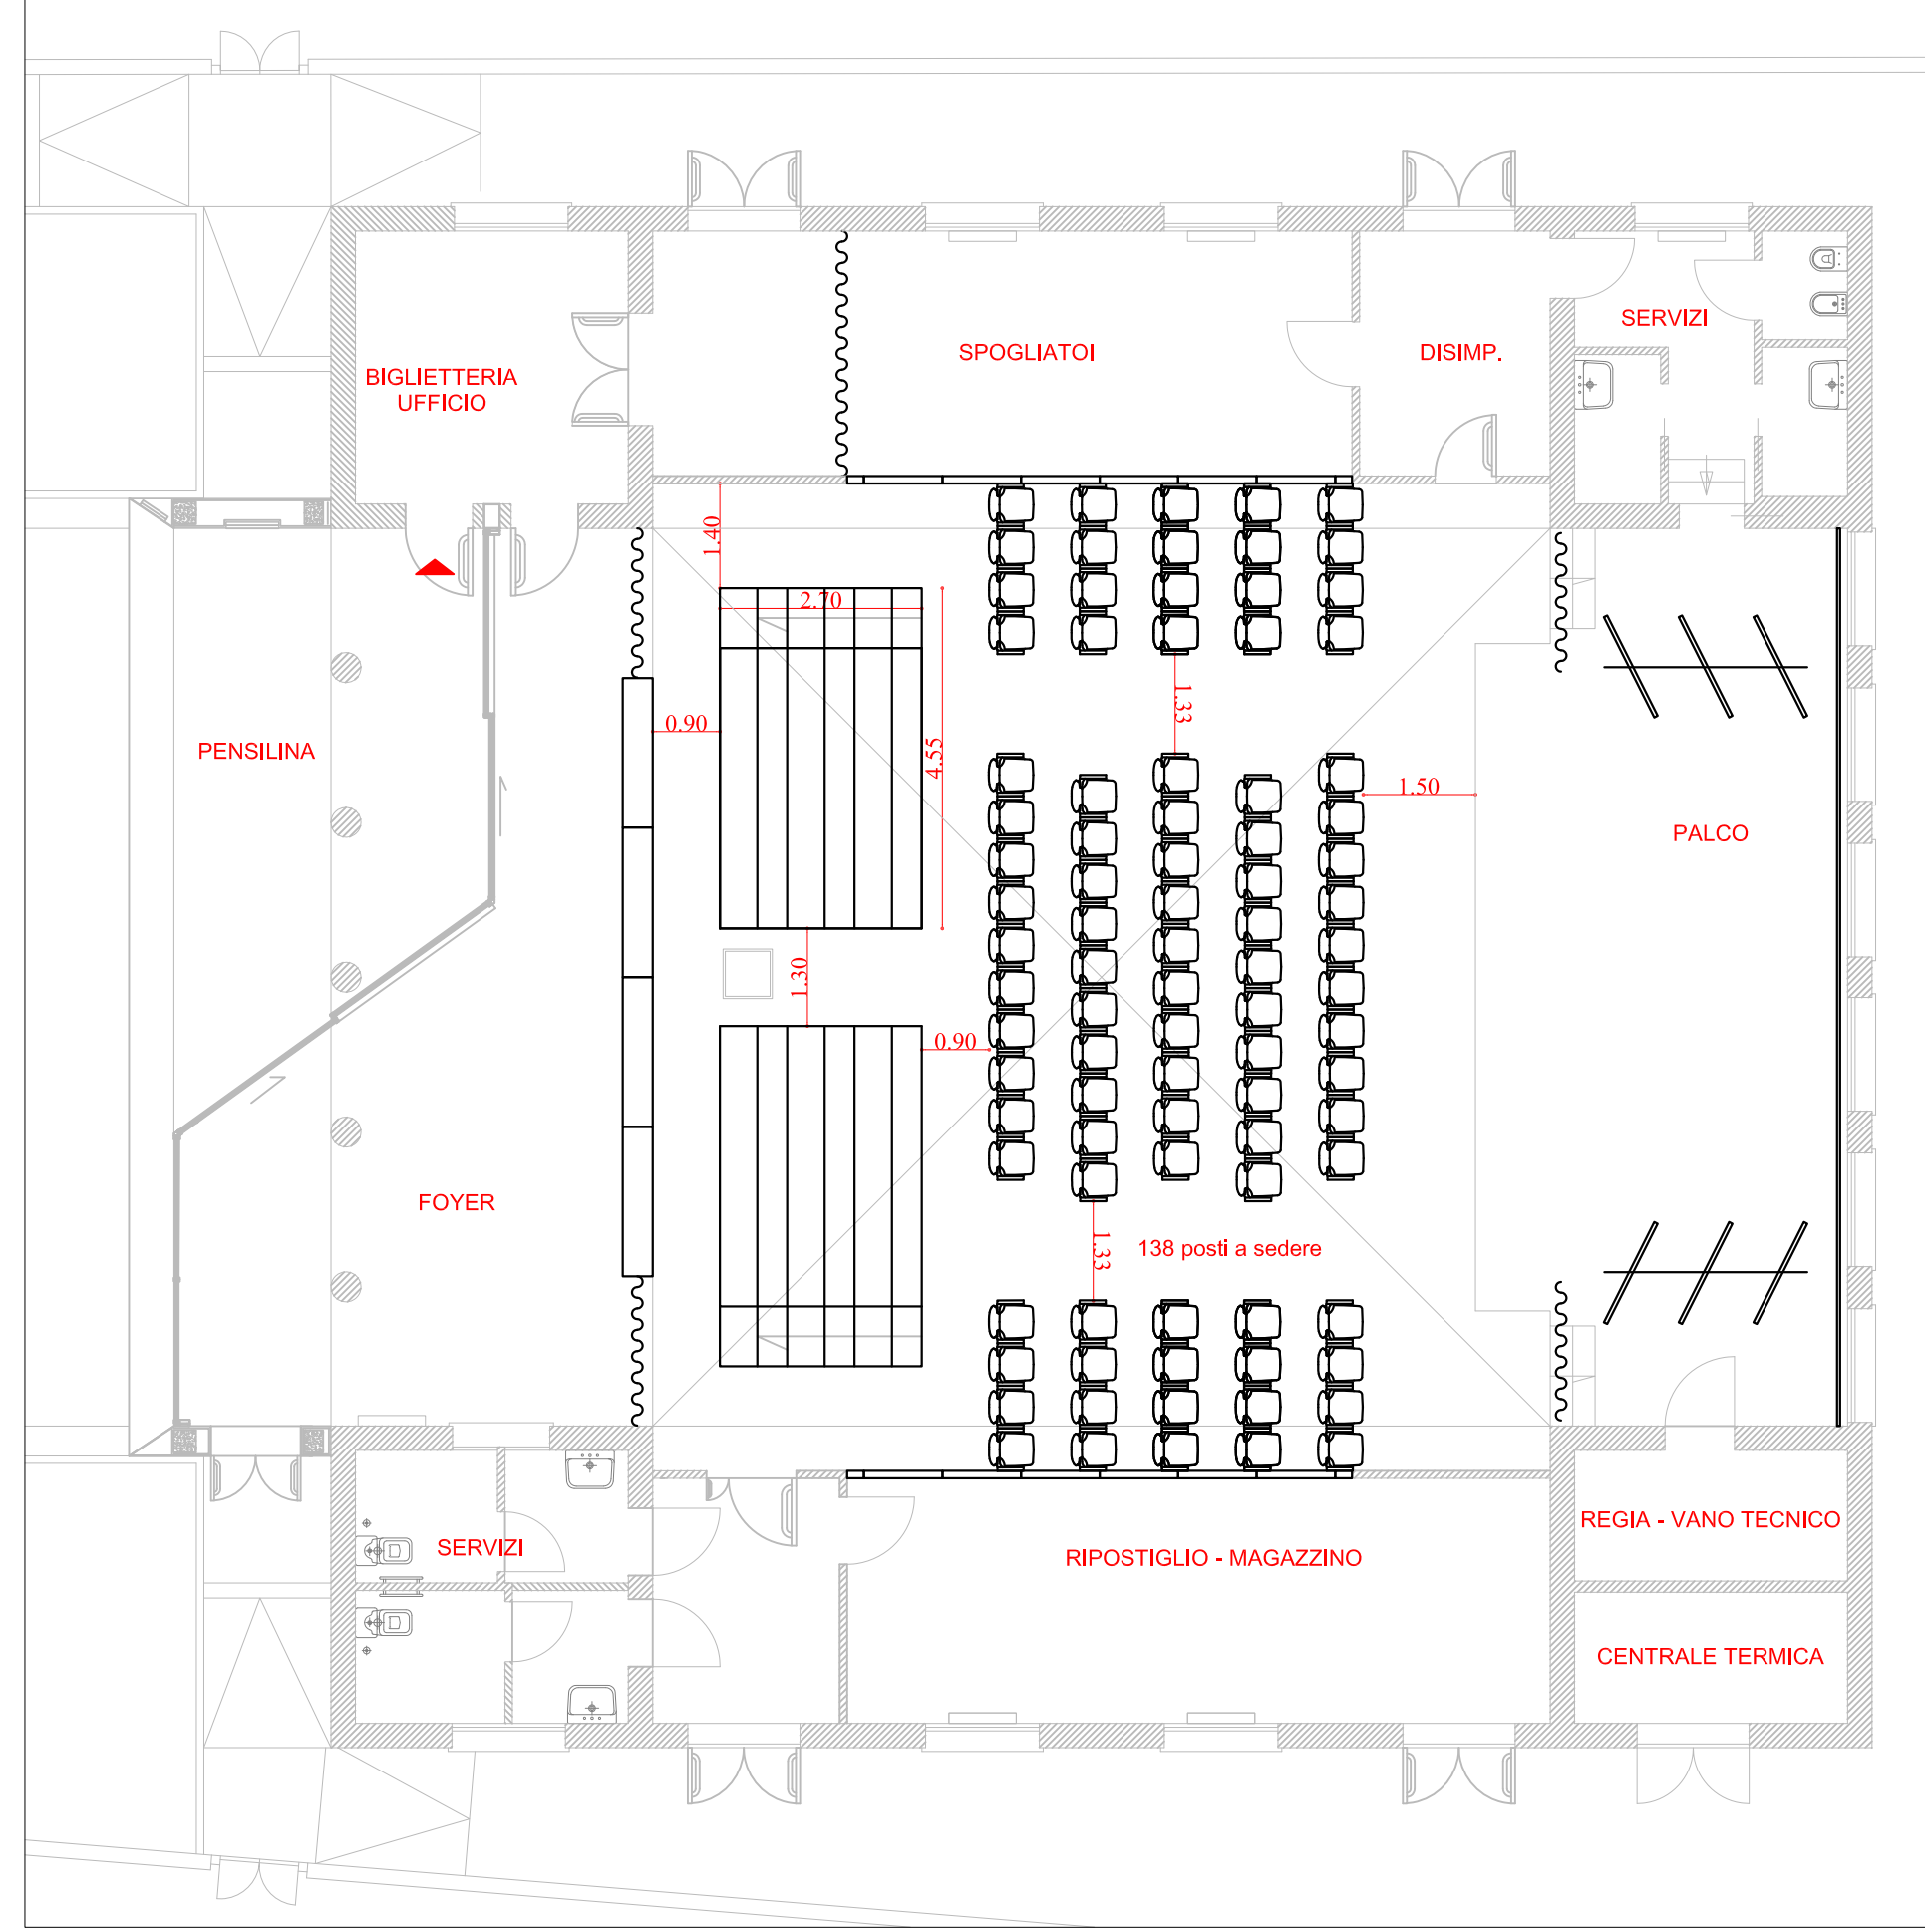 SERVIZI
SPOGLIATOI
DISIMP.
BIGLIETTERIA
UFFICIO
1.40
2.70
1.33
0.90
4.55
PENSILINA
1.50
PALCO
1.30
0.90
FOYER
1.33
138 posti a sedere
REGIA - VANO TECNICO
SERVIZI
RIPOSTIGLIO - MAGAZZINO
CENTRALE TERMICA